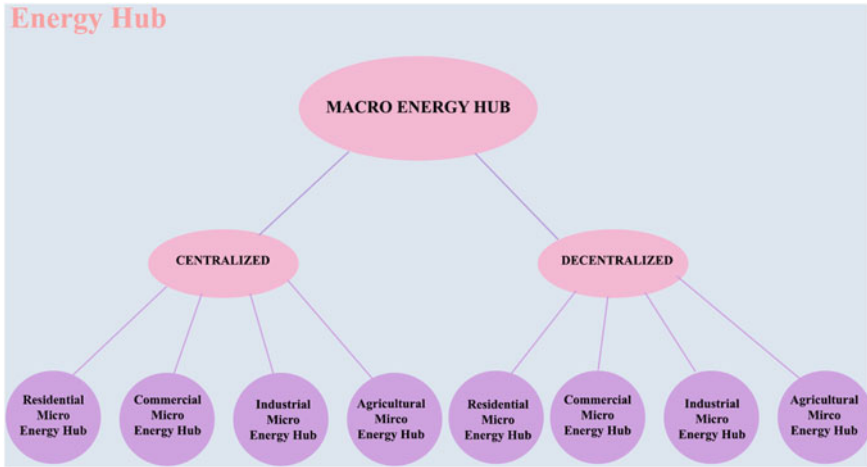 Energy Hub
MACRO ENERGY HUB
CENTRALIZED
DECENTRALIZED
Residential
Micro
Energy Hub
Commercial
Micro
Energy Hub
Industrial
Micro
Energy Hub
Agricultural
Mirco
Energy Hub
Residential
Micro
Energy Hub
Commercial
Micro
Energy Hub
Industrial
Micro
Energy Hub
Agricultural
Mirco
Energy Hub